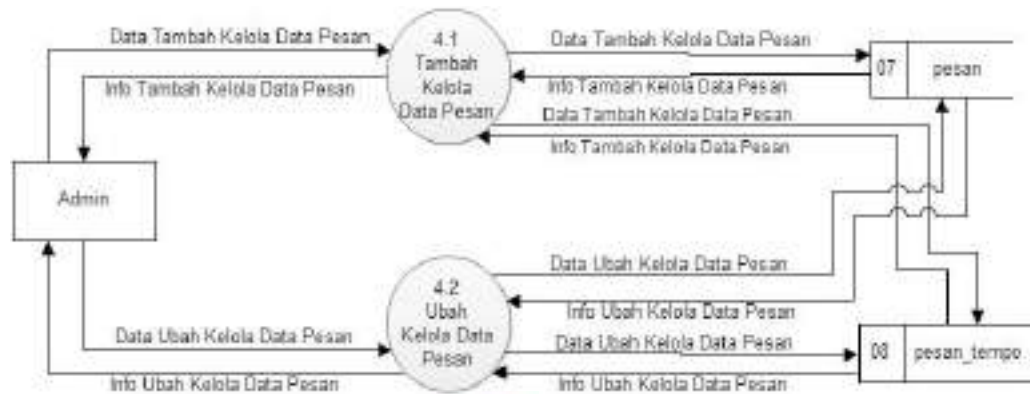 Data Tambah Kelola Data Pesan
4.1
Tambah
Kelola
Data Pesan
Data Tambah Kelola Data Pesan
07
pesan
Info Tambah Kelola Data Pesan
Info Tambah Kelola Data Pesan
Data Tambah Kelola Data Pesan
Info Tambah Kelola Data Pesan
Admin
4.2
Ubah
Kelola Data
Pesan
Data Ubah Kelola Data Pesan
Info Ubah Kelola Data Pesan
Data Ubah Kelola Data Pesan
Data Ubah Kelola Data Pesan
08
pesan_tempo
Info Ubah Kelola Data Pesan
Info Ubah Kelola Data Pesan